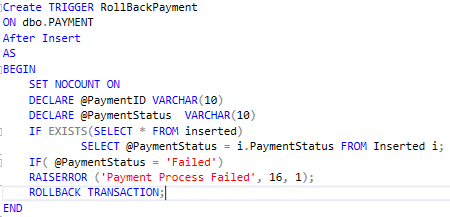 Create TRIGGER RollBackPayment
ON dbo.PAYMENT
After Insert
AS
BEGIN
SET NOCOUNT ON
DECLARE @PaymentID VARCHAR(10)
DECLARE @PaymentStatus  VARCHAR(10)
IF EXISTS(SELECT * FROM inserted)
SELECT @PaymentStatus = i.PaymentStatus FROM Inserted i;
IF( @PaymentStatus = 'Failed')
RAISERROR ('Payment Process Failed', 16, 1);
ROLLBACK TRANSACTION;
END